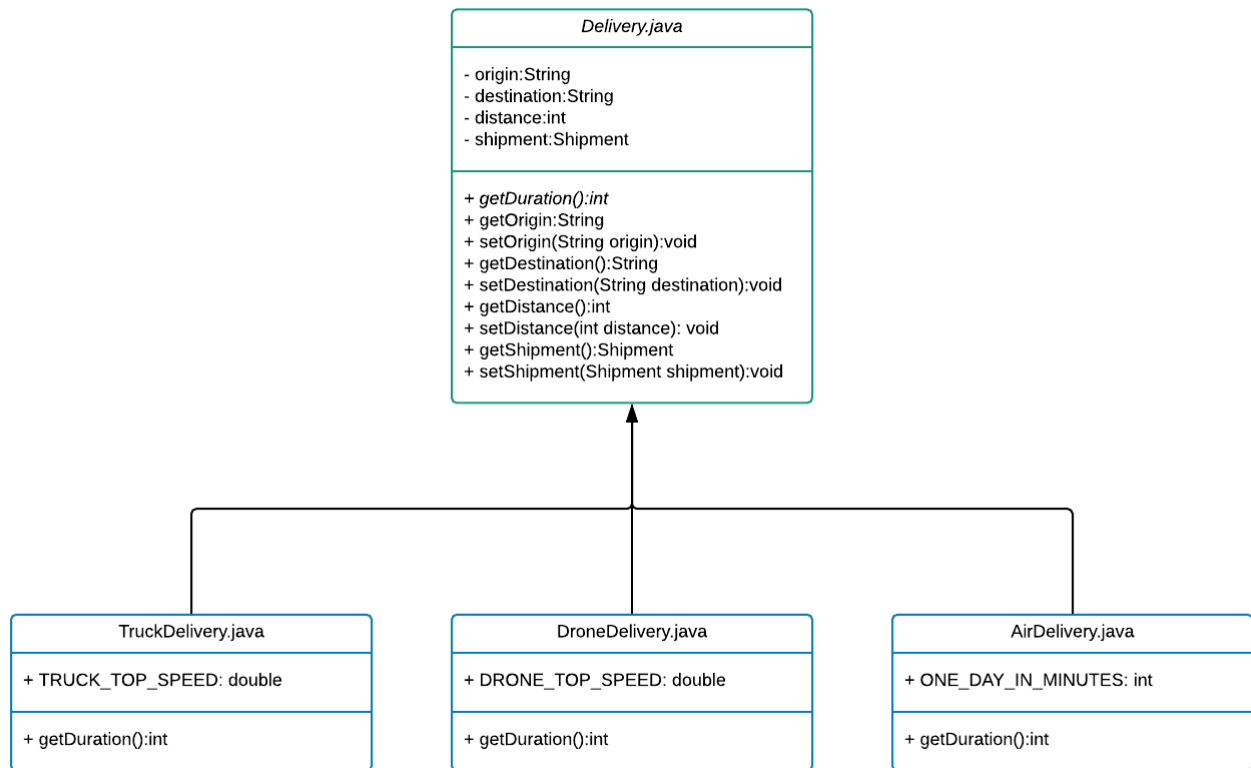 Delivery.java
- origin:String
- destination:String
- distance:int
- shipment:Shipment
+ getDuration():int
+ getOrigin:String
+ setOrigin(String origin):void
+ getDestination():String
+ setDestination(String destination):void
+ getDistance():int
+ setDistance(int distance): void
+ getShipment():Shipment
+ setShipment(Shipment shipment):void
TruckDelivery.java
+ TRUCK_TOP_SPEED: double
+ getDuration():int
DroneDelivery.java
+ DRONE_TOP_SPEED: double
+ getDuration():int
AirDelivery.java
+ ONE_DAY_IN_MINUTES: int
+ getDuration():int